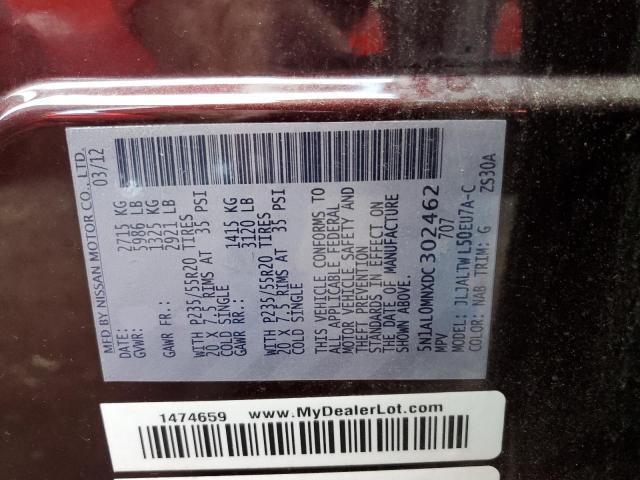 MFD BY NISSAN MOTOR CO., LTD.
DATE: 03/12
GVWR: 2715 KG
5986 LB
GAWR FR.: 1325 KG
2921 LB
WITH P235/55R20 TIRES
20 X 7.5 RIMS AT 35 PSI
COLD SINGLE
GAWR RR.: 1415 KG
3120 LB
WITH P235/55R20 TIRES
20 X 7.5 RIMS AT 35 PSI
COLD SINGLE
THIS VEHICLE CONFORMS TO
ALL APPLICABLE FEDERAL
MOTOR VEHICLE SAFETY AND
THEFT PREVENTION
STANDARDS IN EFFECT ON
THE DATE OF MANUFACTURE
SHOWN ABOVE.
5N1AL0MNXDC302462
MPV 707
MODEL: JLJALTWL50EU7A-C
COLOR: NAB TRIM: G ZS30A
1474659 www.MyDealerLot.com